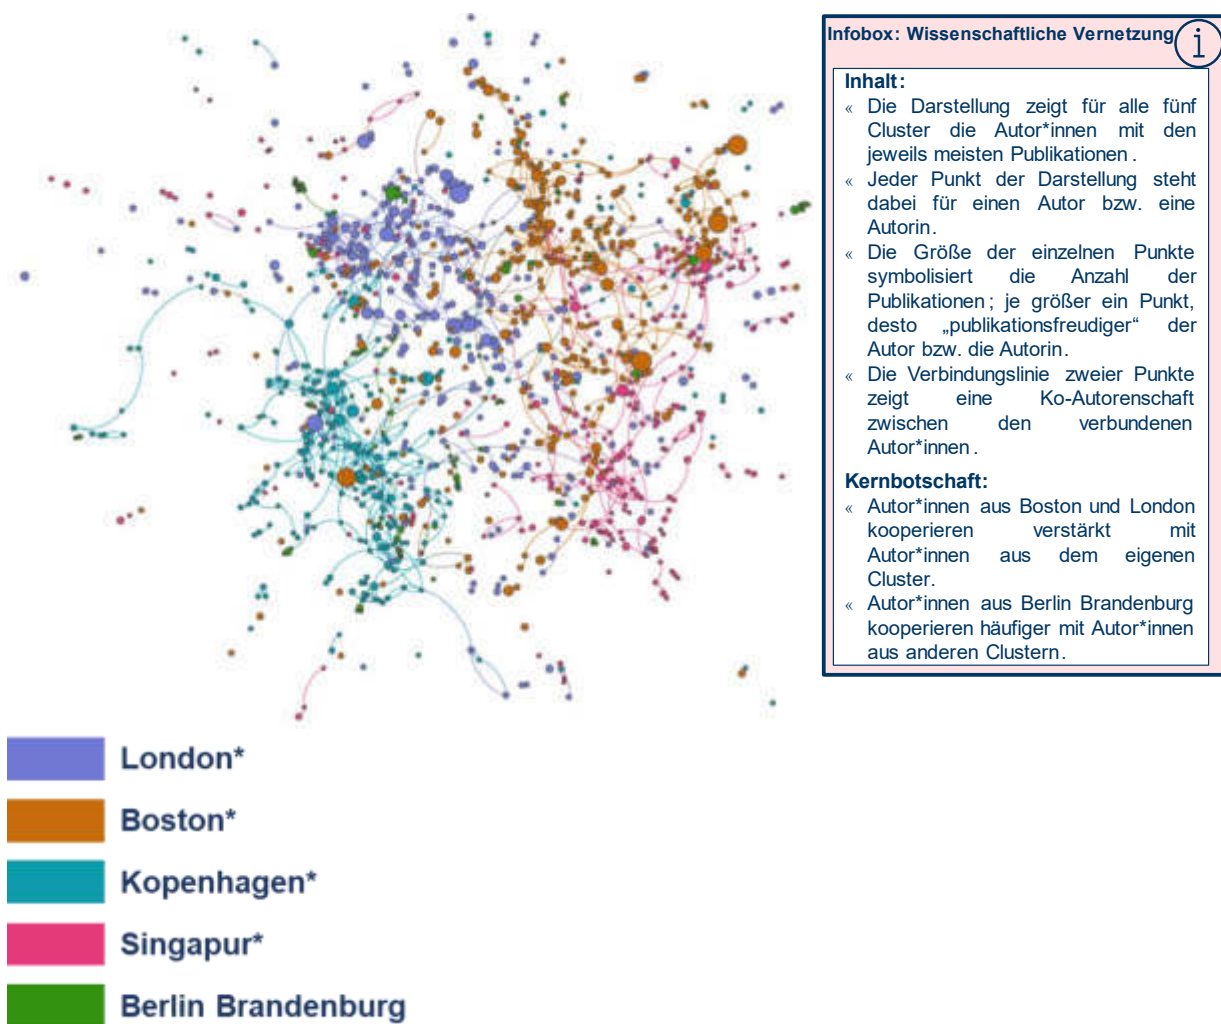 Infobox: Wissenschaftliche Vernetzung
i
Inhalt:
« Die Darstellung zeigt für alle fünf
Cluster die Autor*innen mit den
jeweils meisten Publikationen .
« Jeder Punkt der Darstellung steht
dabei für einen Autor bzw. eine
Autorin.
« Die Größe der einzelnen Punkte
symbolisiert die Anzahl der
Publikationen ; je größer ein Punkt,
desto „publikationsfreudiger“ der
Autor bzw. die Autorin.
« Die Verbindungslinie zweier Punkte
zeigt eine Ko-Autorenschaft
zwischen den verbundenen
Autor*innen .
Kernbotschaft:
« Autor*innen aus Boston und London
kooperieren verstärkt mit
Autor*innen aus dem eigenen
Cluster.
« Autor*innen aus Berlin Brandenburg
kooperieren häufiger mit Autor*innen
aus anderen Clustern .
London*
Boston*
Kopenhagen*
Singapur*
Berlin Brandenburg